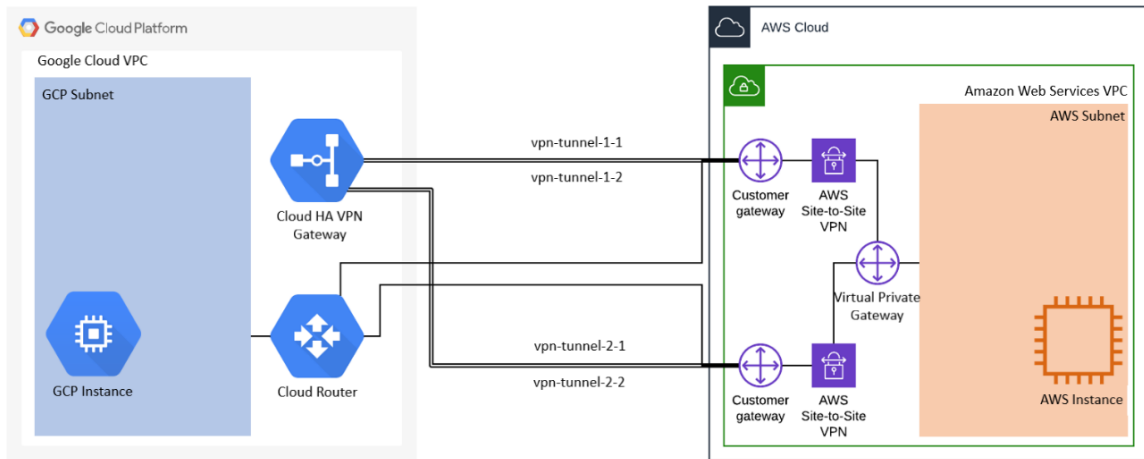 Google Cloud Platform
Google Cloud VPC
GCP Subnet
Cloud HA VPN
Gateway
GCP Instance
Cloud Router
vpn-tunnel-1-1
vpn-tunnel-1-2
vpn-tunnel-2-1
vpn-tunnel-2-2
AWS Cloud
Amazon Web Services VPC
AWS Subnet
Customer
gateway
AWS
Site-to-Site
VPN
Virtual Private
Gateway
Customer
gateway
AWS
Site-to-Site
VPN
AWS Instance